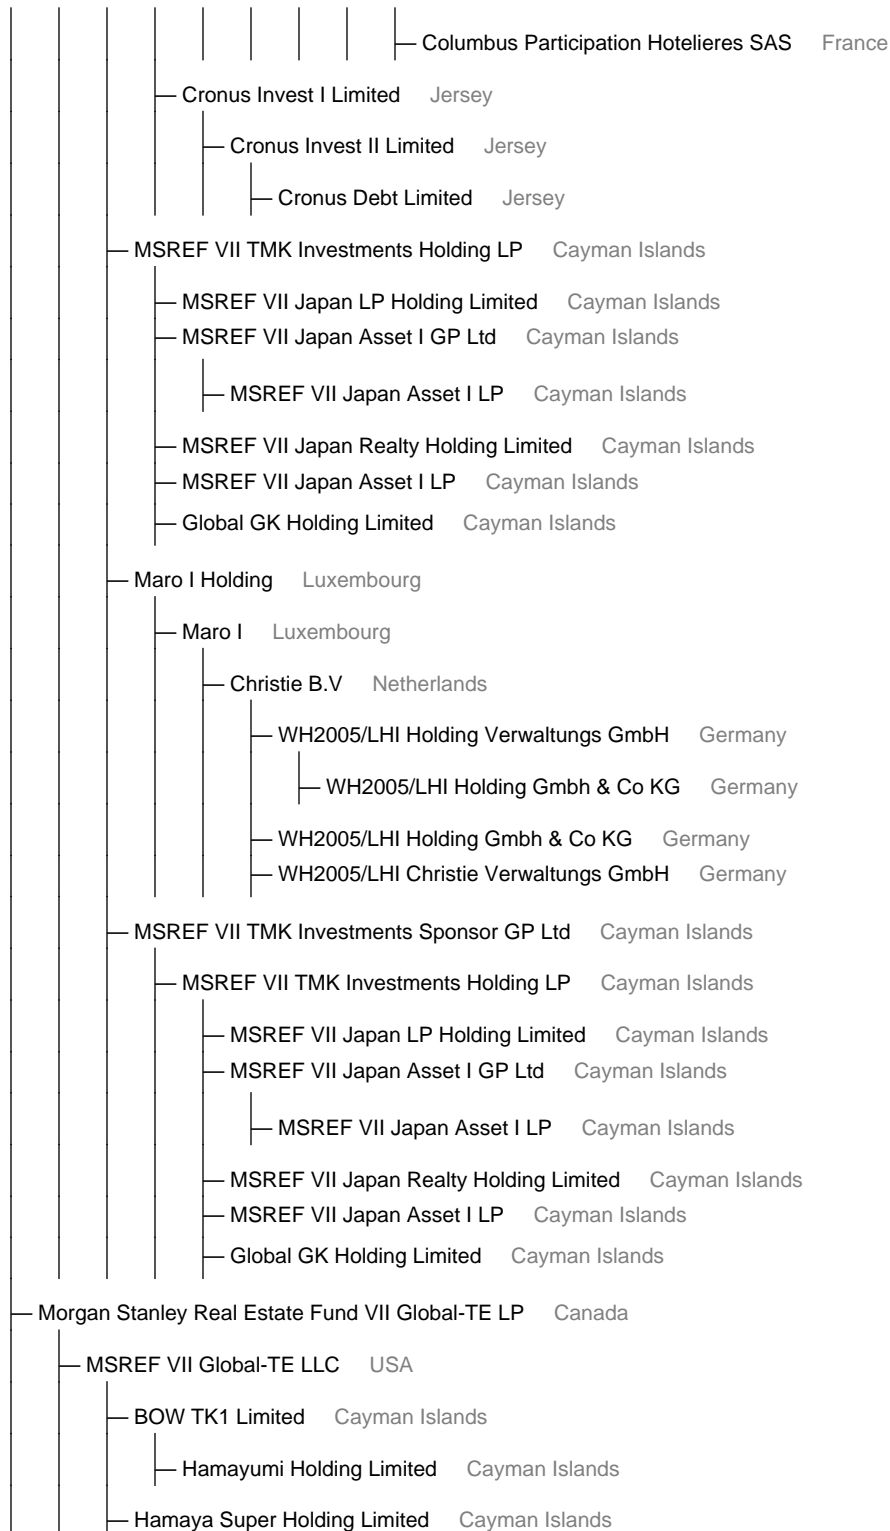 Columbus Participation Hotelieres SAS France
Cronus Invest I Limited Jersey
Cronus Invest II Limited Jersey
Cronus Debt Limited Jersey
MSREF VII TMK Investments Holding LP Cayman Islands
MSREF VII Japan LP Holding Limited Cayman Islands
MSREF VII Japan Asset I GP Ltd Cayman Islands
MSREF VII Japan Asset I LP Cayman Islands
MSREF VII Japan Realty Holding Limited Cayman Islands
MSREF VII Japan Asset I LP Cayman Islands
Global GK Holding Limited Cayman Islands
Maro I Holding Luxembourg
Maro I Luxembourg
Christie B.V Netherlands
WH2005/LHI Holding Verwaltungs GmbH Germany
WH2005/LHI Holding Gmbh & Co KG Germany
WH2005/LHI Holding Gmbh & Co KG Germany
WH2005/LHI Christie Verwaltungs GmbH Germany
MSREF VII TMK Investments Sponsor GP Ltd Cayman Islands
MSREF VII TMK Investments Holding LP Cayman Islands
MSREF VII Japan LP Holding Limited Cayman Islands
MSREF VII Japan Asset I GP Ltd Cayman Islands
MSREF VII Japan Asset I LP Cayman Islands
MSREF VII Japan Realty Holding Limited Cayman Islands
MSREF VII Japan Asset I LP Cayman Islands
Global GK Holding Limited Cayman Islands
Morgan Stanley Real Estate Fund VII Global-TE LP Canada
MSREF VII Global-TE LLC USA
BOW TK1 Limited Cayman Islands
Hamayumi Holding Limited Cayman Islands
Hamaya Super Holding Limited Cayman Islands